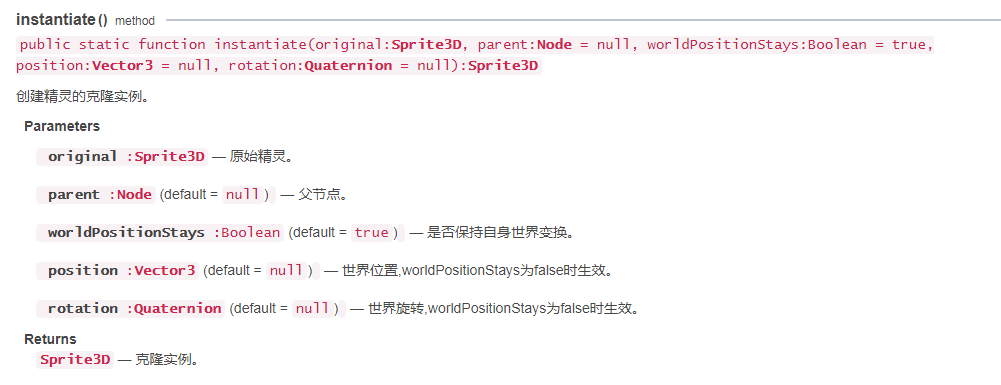 instantiate() method
public static function instantiate(original:Sprite3D, parent:Node = null, worldPositionStays:Boolean = true,
position:Vector3 = null, rotation:Quaternion = null):Sprite3D
创建精灵的克隆实例。
Parameters
original :Sprite3D — 原始精灵。
parent :Node (default = null ) — 父节点。
worldPositionStays :Boolean (default = true ) — 是否保持自身世界变换。
position :Vector3 (default = null ) — 世界位置,worldPositionStays为false时生效。
rotation :Quaternion (default = null ) — 世界旋转,worldPositionStays为false时生效。
Returns
Sprite3D — 克隆实例。